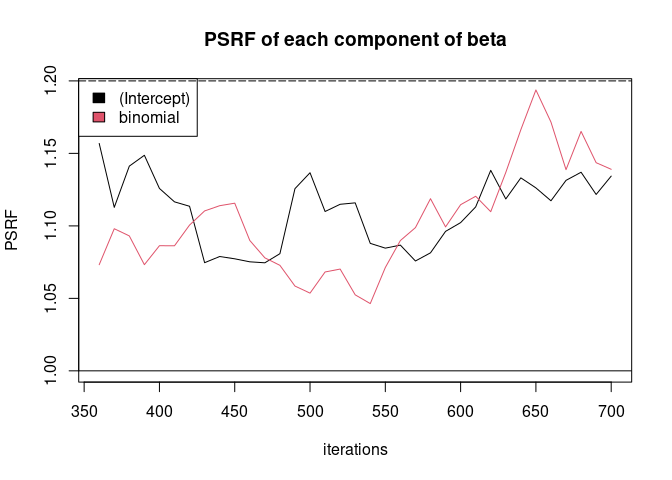 PSRF of each component of beta
1.20
(Intercept)
binomial
1.15
1.10
1.05
1.00
PSRF
350 400 450 500 550 600 650 700
iterations